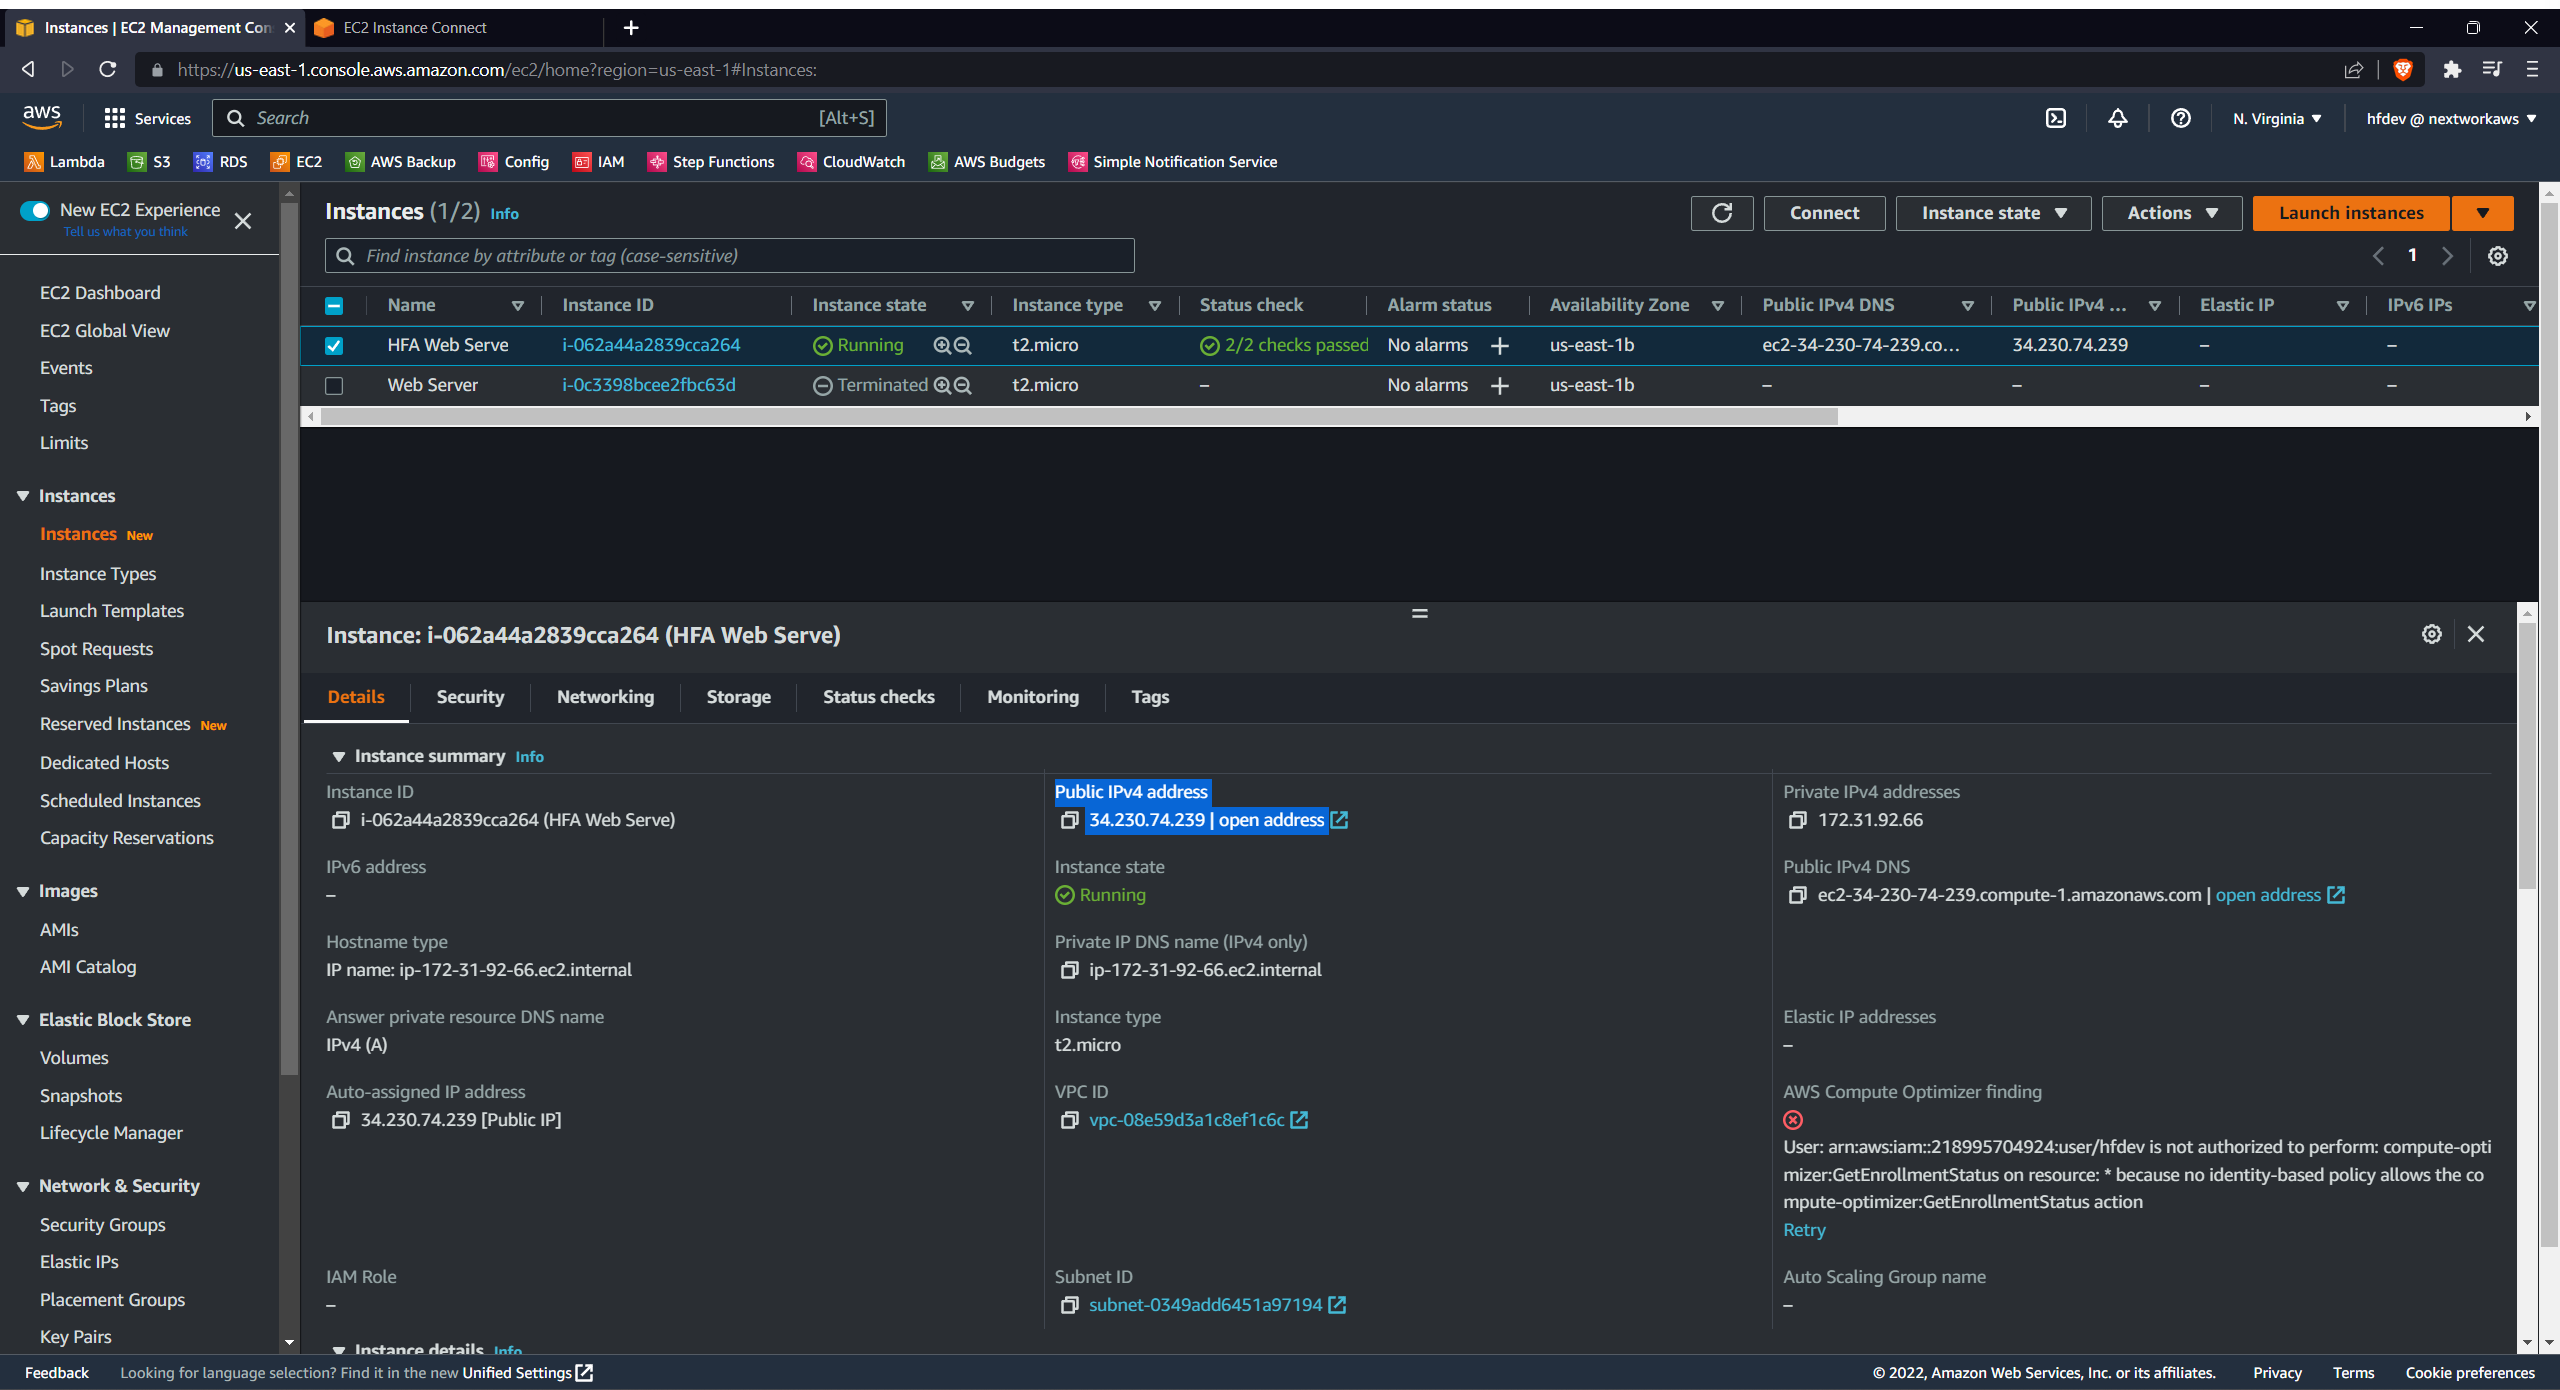 Instances | EC2 Management Con
EC2 Instance Connect
https://us-east-1.console.aws.amazon.com/ec2/home?region=us-east-1#Instances:
aws
Services
Search
[Alt+S]
N. Virginia
hfdev @ nextworkaws
Lambda
S3
RDS
EC2
AWS Backup
Config
IAM
Step Functions
CloudWatch
AWS Budgets
Simple Notification Service
New EC2 Experience
Tell us what you think
EC2 Dashboard
EC2 Global View
Events
Tags
Limits
Instances
Instances New
Instance Types
Launch Templates
Spot Requests
Savings Plans
Reserved Instances New
Dedicated Hosts
Scheduled Instances
Capacity Reservations
Images
AMIs
AMI Catalog
Elastic Block Store
Volumes
Snapshots
Lifecycle Manager
Network & Security
Security Groups
Elastic IPs
Placement Groups
Key Pairs
Instances (1/2) Info
Connect
Instance state
Actions
Launch instances
Find instance by attribute or tag (case-sensitive)
1
Name Instance ID Instance state Instance type Status check Alarm status Availability Zone Public IPv4 DNS Public IPv4 ... Elastic IP IPv6 IPs
HFA Web Serve i-062a44a2839cca264 Running t2.micro 2/2 checks passed No alarms + us-east-1b ec2-34-230-74-239.co... 34.230.74.239 – –
Web Server i-0c3398bcee2fbc63d Terminated t2.micro – No alarms + us-east-1b – – – –
Instance: i-062a44a2839cca264 (HFA Web Serve)
Details
Security
Networking
Storage
Status checks
Monitoring
Tags
Instance summary Info
Instance ID
i-062a44a2839cca264 (HFA Web Serve)
Public IPv4 address
34.230.74.239 | open address
Private IPv4 addresses
172.31.92.66
IPv6 address
–
Instance state
Running
Public IPv4 DNS
ec2-34-230-74-239.compute-1.amazonaws.com | open address
Hostname type
IP name: ip-172-31-92-66.ec2.internal
Private IP DNS name (IPv4 only)
ip-172-31-92-66.ec2.internal
Answer private resource DNS name
IPv4 (A)
Instance type
t2.micro
Elastic IP addresses
–
Auto-assigned IP address
34.230.74.239 [Public IP]
VPC ID
vpc-08e59d3a1c8ef1c6c
AWS Compute Optimizer finding
User: arn:aws:iam::218995704924:user/hfdev is not authorized to perform: compute-opti
mizer:GetEnrollmentStatus on resource: * because no identity-based policy allows the co
mpute-optimizer:GetEnrollmentStatus action
Retry
IAM Role
–
Subnet ID
subnet-0349add6451a97194
Auto Scaling Group name
–
Instance details Info
Feedback
Looking for language selection? Find it in the new Unified Settings
© 2022, Amazon Web Services, Inc. or its affiliates.
Privacy
Terms
Cookie preferences